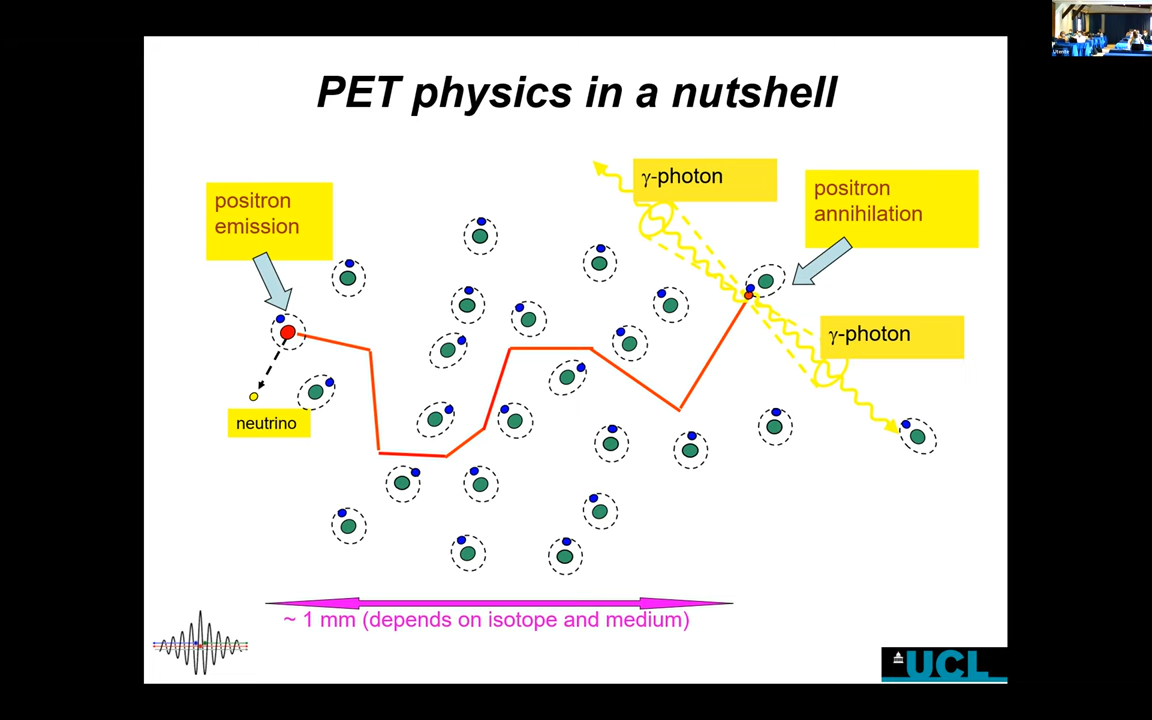 PET physics in a nutshell
γ-photon
positron
annihilation
positron
emission
γ-photon
neutrino
~ 1 mm (depends on isotope and medium)
UCL